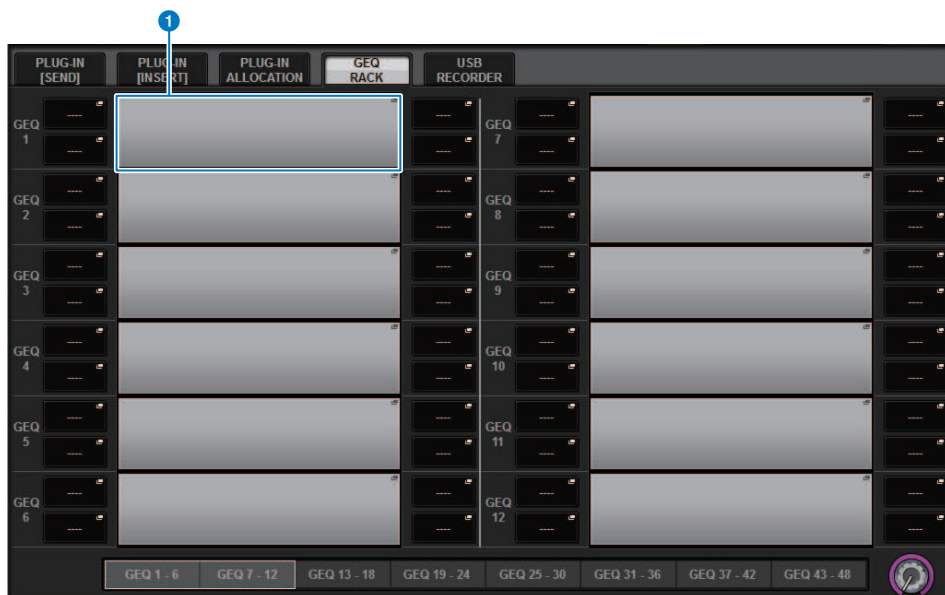 1
PLUG-IN [SEND]
PLUG-IN [INSERT]
PLUG-IN ALLOCATION
GEQ RACK
USB RECORDER
GEQ 1
----
----
----
----
GEQ 7
----
----
----
----
GEQ 2
----
----
----
----
GEQ 8
----
----
----
----
GEQ 3
----
----
----
----
GEQ 9
----
----
----
----
GEQ 4
----
----
----
----
GEQ 10
----
----
----
----
GEQ 5
----
----
----
----
GEQ 11
----
----
----
----
GEQ 6
----
----
----
----
GEQ 12
----
----
----
----
GEQ 1 - 6
GEQ 7 - 12
GEQ 13 - 18
GEQ 19 - 24
GEQ 25 - 30
GEQ 31 - 36
GEQ 37 - 42
GEQ 43 - 48